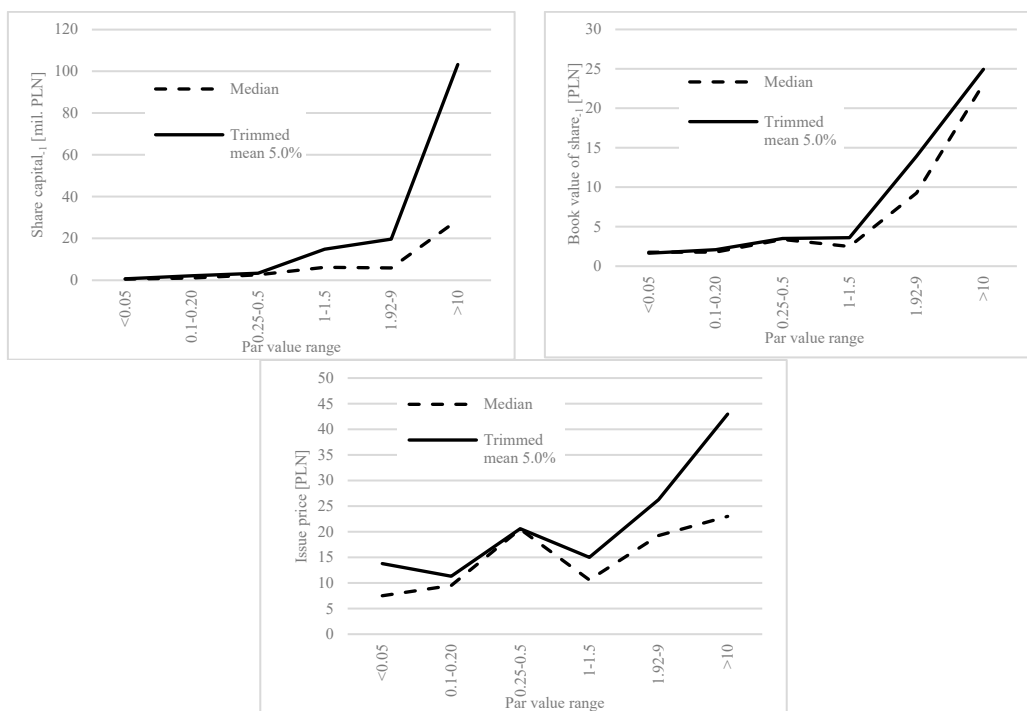 120
100
80
60
40
20
0
Share capital-1 [mil. PLN]
Median
Trimmed
mean 5.0%
<0.05
0.1-0.20
0.25-0.5
1-1.5
1.92-9
>10
Par value range
30
25
20
15
10
5
0
Book value of share-1 [PLN]
Median
Trimmed
mean 5.0%
<0.05
0.1-0.20
0.25-0.5
1-1.5
1.92-9
>10
Par value range
50
45
40
35
30
25
20
15
10
5
0
Issue price [PLN]
Median
Trimmed
mean 5.0%
<0.05
0.1-0.20
0.25-0.5
1-1.5
1.92-9
>10
Par value range